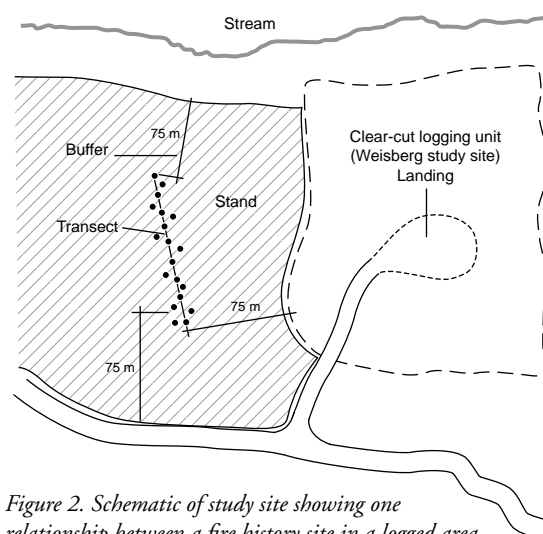 Stream
75 m
Buffer
Clear-cut logging unit
(Weisberg study site)
Landing
Stand
Transect
75 m
75 m
Figure 2. Schematic of study site showing one
relationship between a fire history site in a logged area